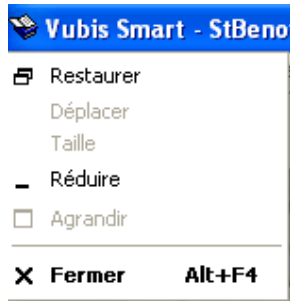 Vubis Smart - StBeno
Restaurer
Déplacer
Taille
Réduire
Agrandir
Fermer Alt+F4